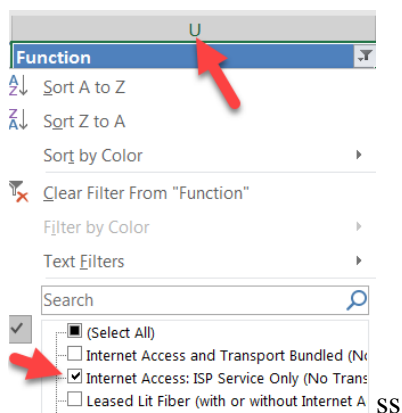 U
Function
Sort A to Z
Sort Z to A
Sort by Color
Clear Filter From "Function"
Filter by Color
Text Filters
Search
(Select All)
Internet Access and Transport Bundled (No
Internet Access: ISP Service Only (No Trans
Leased Lit Fiber (with or without Internet A
ss